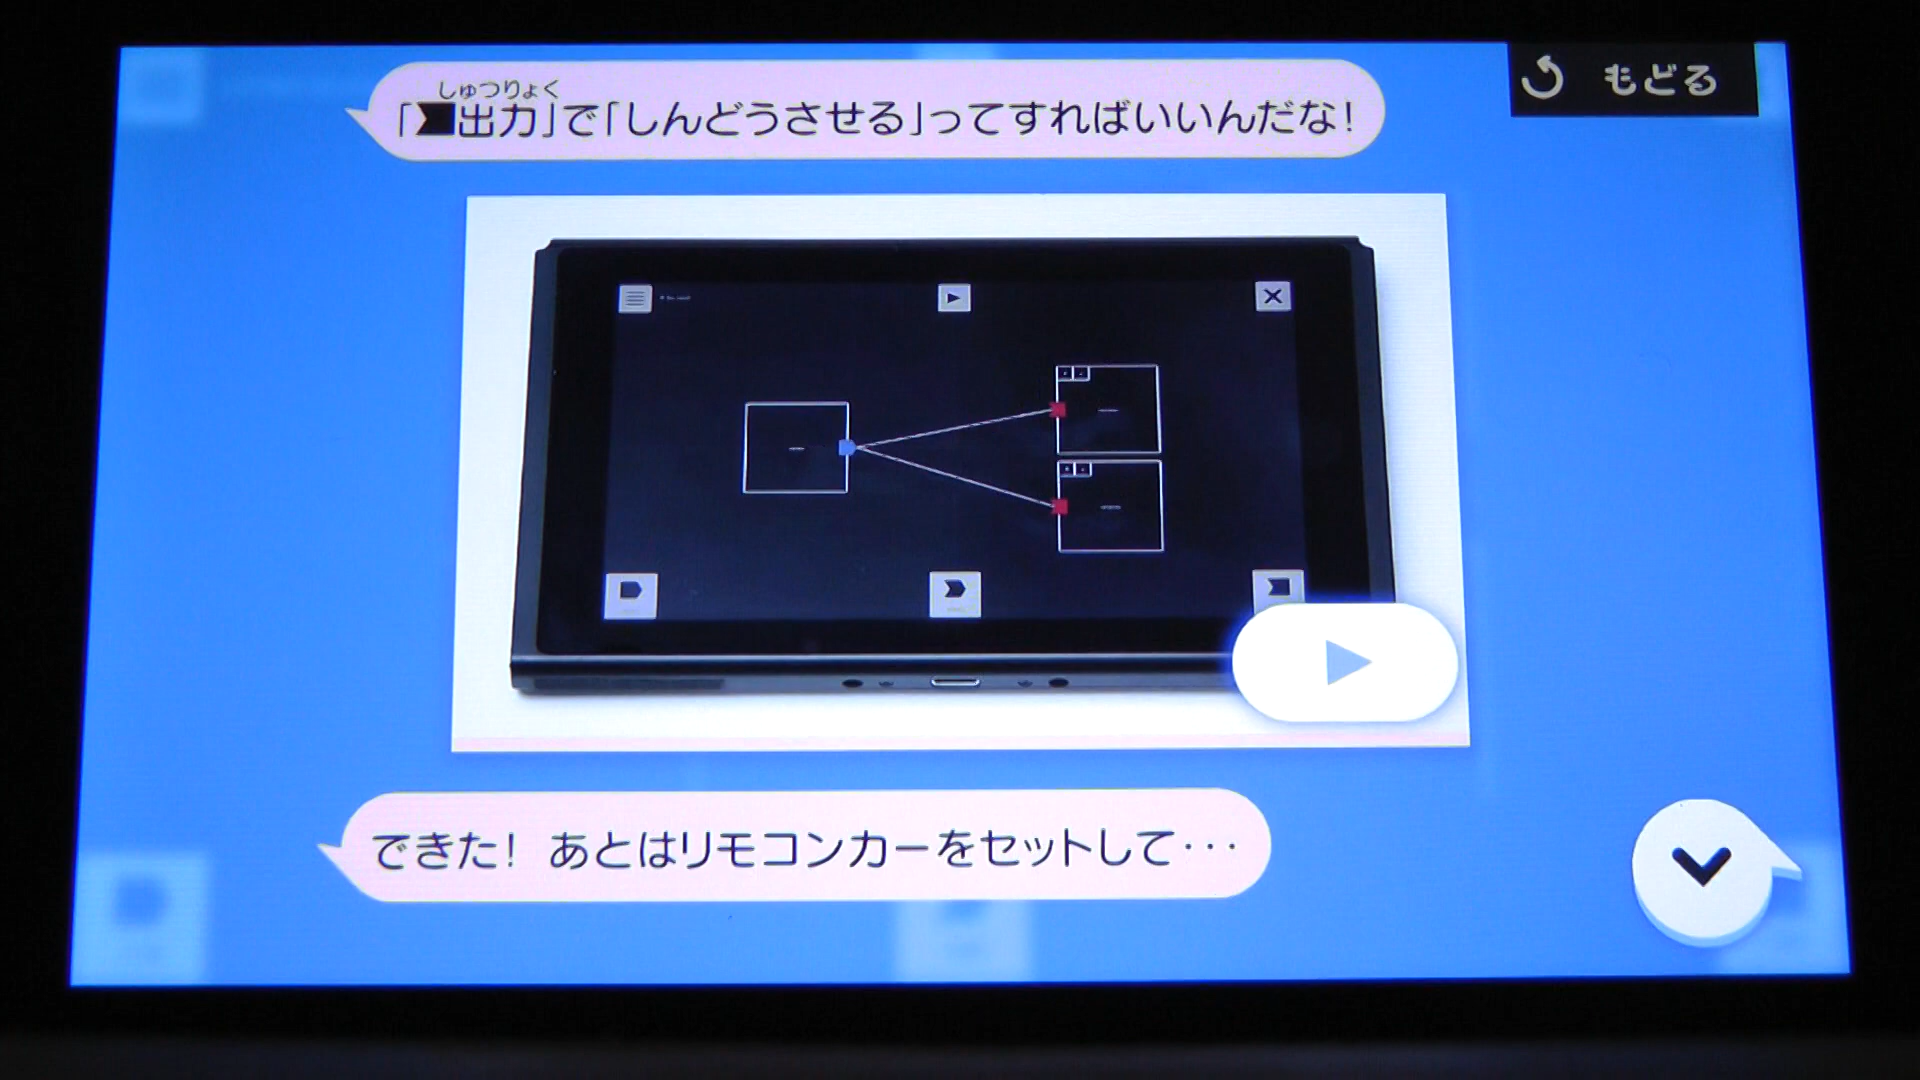 もどる
しゅつりょく
「出力」で「しんどうさせる」ってすればいいんだな!
できた! あとはリモコンカーをセットして・・・